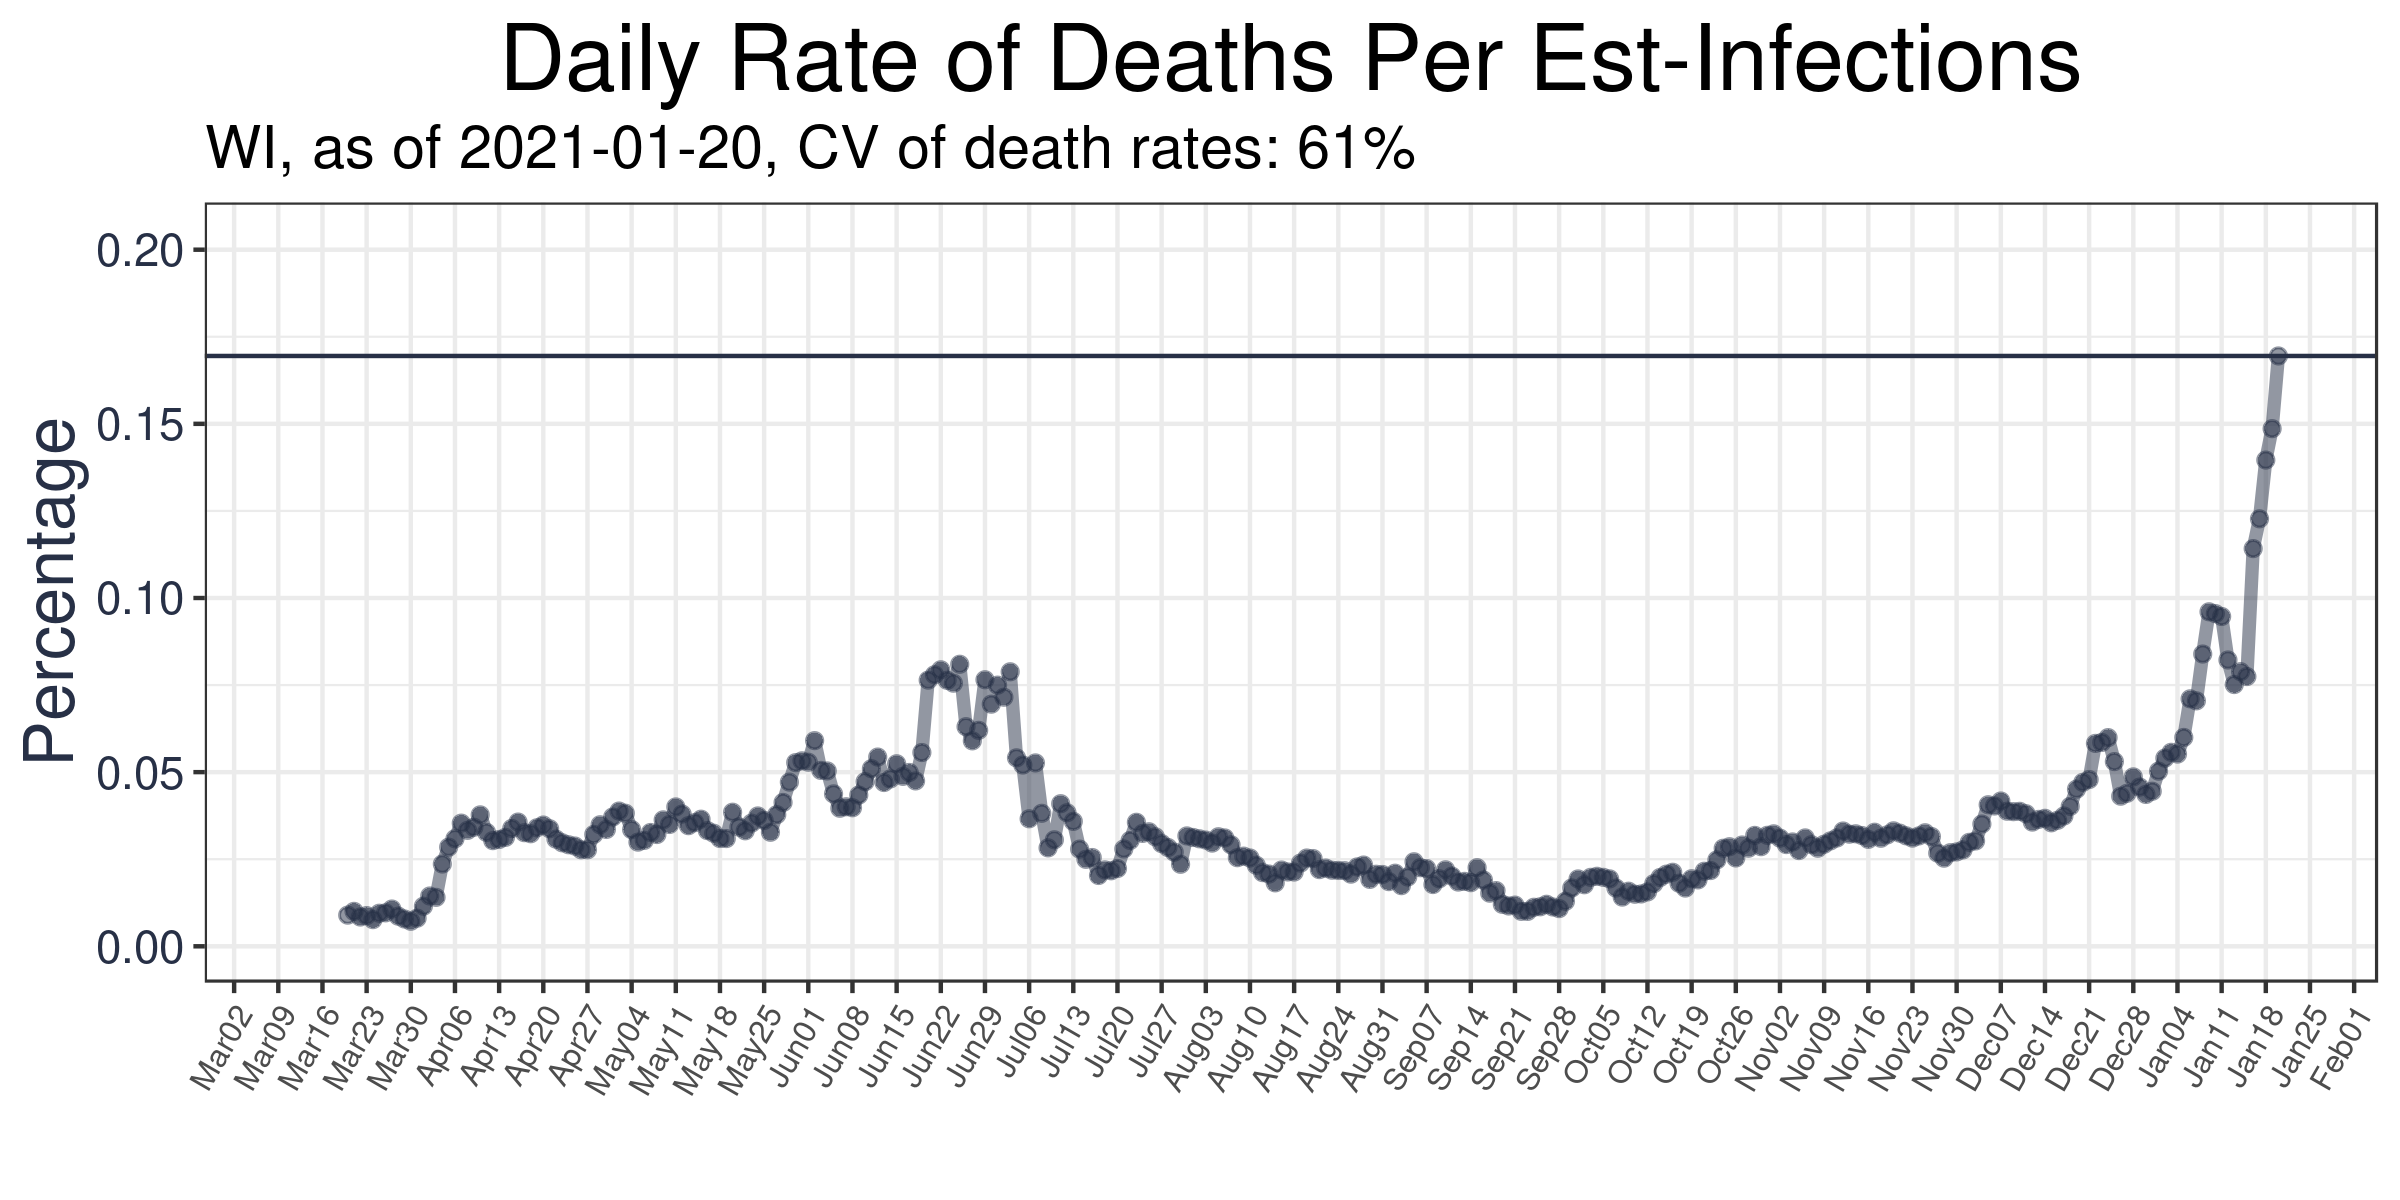 Daily Rate of Deaths Per Est-Infections
WI, as of 2021-01-20, CV of death rates: 61%
Percentage
0.20
0.15
0.10
0.05
0.00
Mar02
Mar09
Mar16
Mar23
Mar30
Apr06
Apr13
Apr20
Apr27
May04
May11
May18
May25
Jun01
Jun08
Jun15
Jun22
Jun29
Jul06
Jul13
Jul20
Jul27
Aug03
Aug10
Aug17
Aug24
Aug31
Sep07
Sep14
Sep21
Sep28
Oct05
Oct12
Oct19
Oct26
Nov02
Nov09
Nov16
Nov23
Nov30
Dec07
Dec14
Dec21
Dec28
Jan04
Jan11
Jan18
Jan25
Feb01